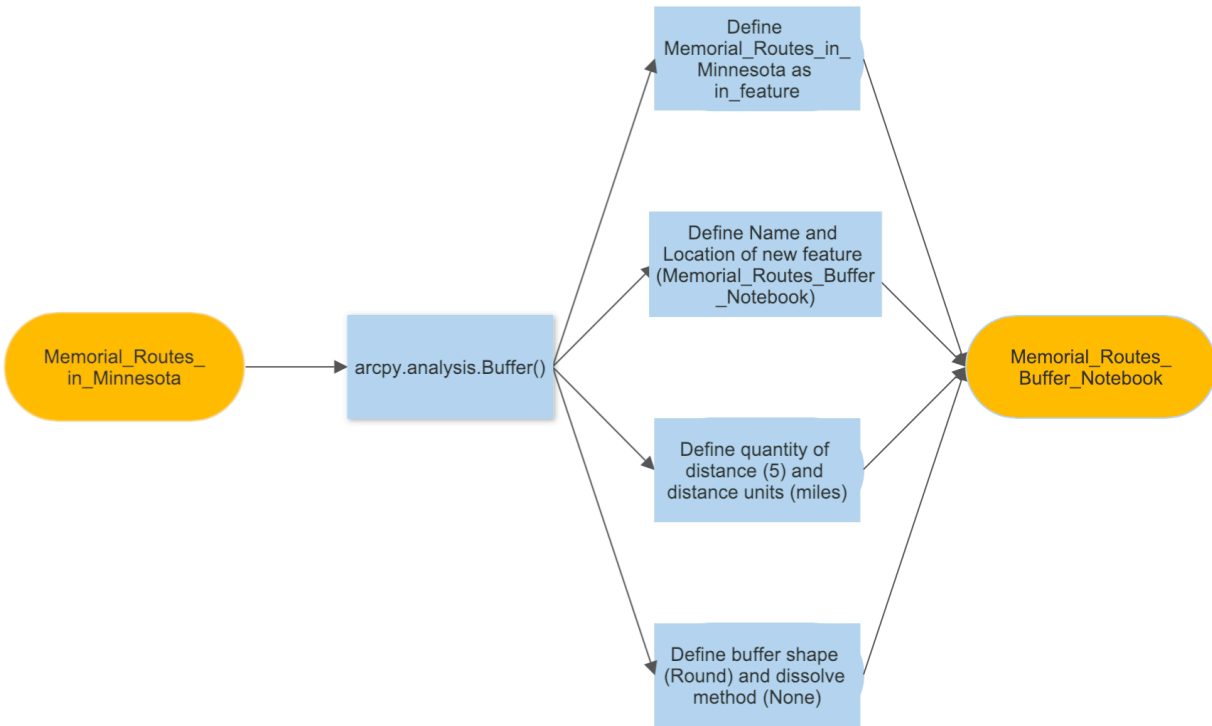 Memorial_Routes_
in_Minnesota
arcpy.analysis.Buffer()
Define
Memorial_Routes_in_
Minnesota as
in_feature
Define Name and
Location of new feature
(Memorial_Routes_Buffer
_Notebook)
Define quantity of
distance (5) and
distance units (miles)
Define buffer shape
(Round) and dissolve
method (None)
Memorial_Routes_
Buffer_Notebook